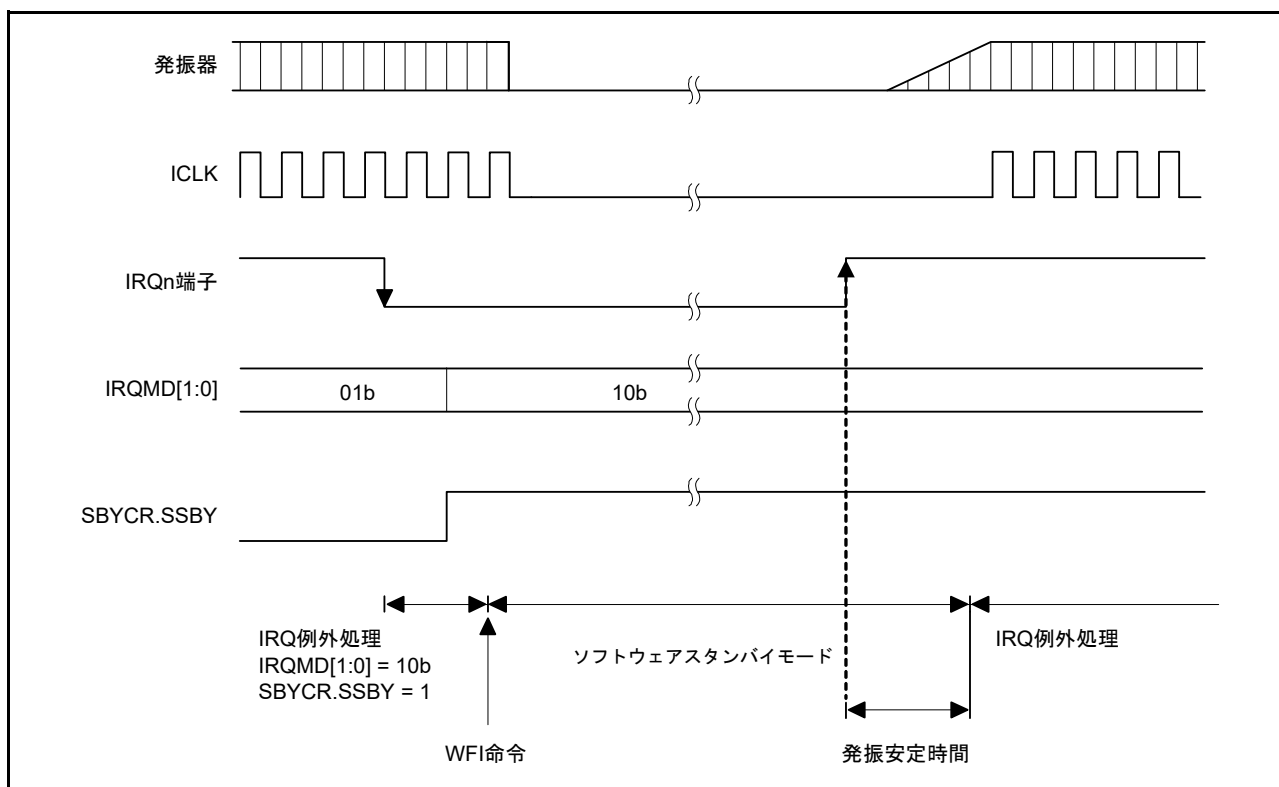 発振器
ICLK
IRQn端子
IRQMD[1:0]
01b
10b
SBYCR.SSBY
IRQ例外処理
IRQMD[1:0] = 10b
SBYCR.SSBY = 1
ソフトウェアスタンバイモード
IRQ例外処理
WFI命令
発振安定時間